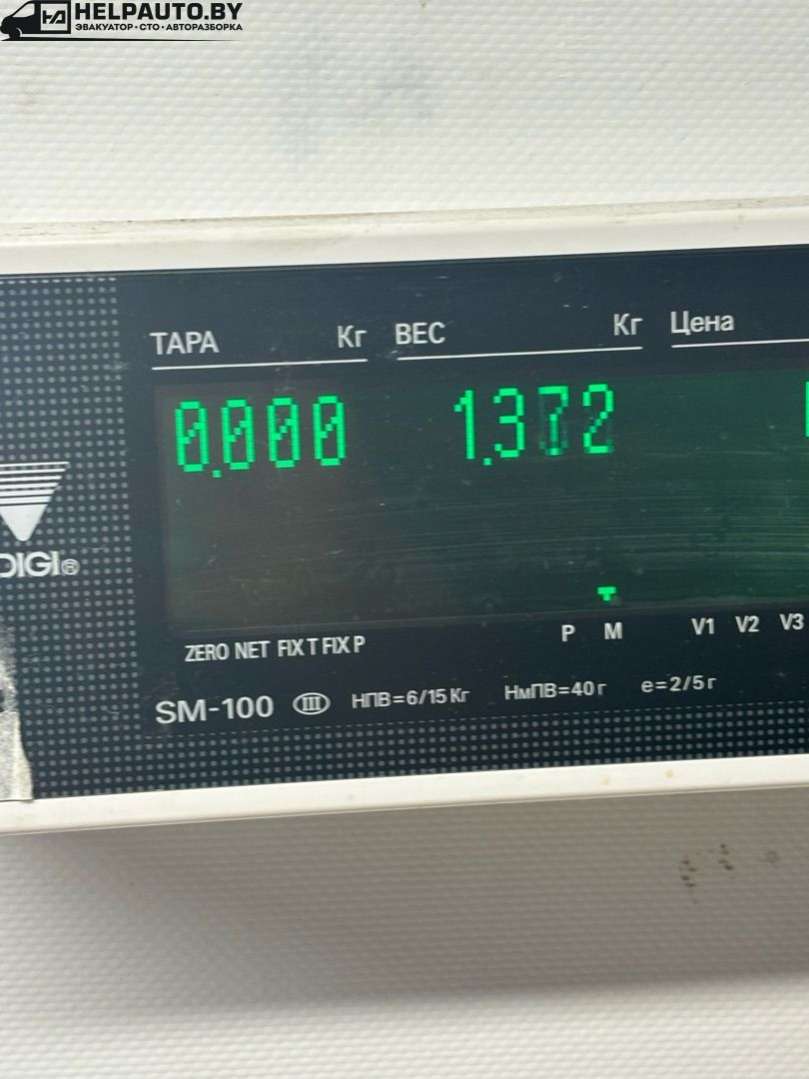 HELPAUTO.BY
ЭВАКУАТОР•СТО•АВТОРАЗБОРКА
ТАРА Кг ВЕС Кг Цена
0.000 1.372
DIGI®
ZERO NET FIX T FIX P P M V1 V2 V3
SM-100 III НПВ=6/15 Кг НмПВ=40 г e=2/5 г